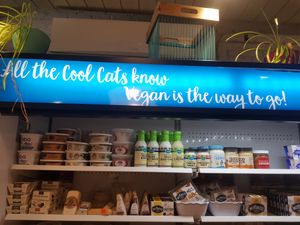 All the Cool Cats know
Vegan is the way to go!